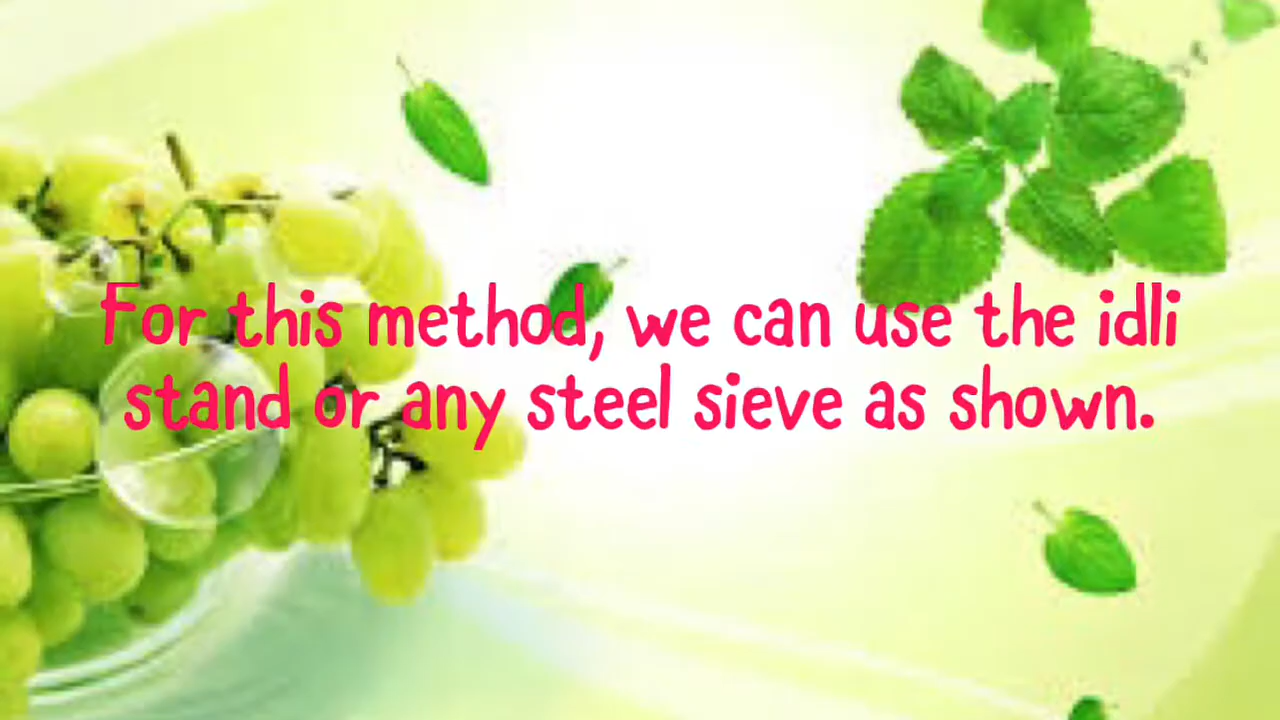 For this method, we can use the idli
stand or any steel sieve as shown.